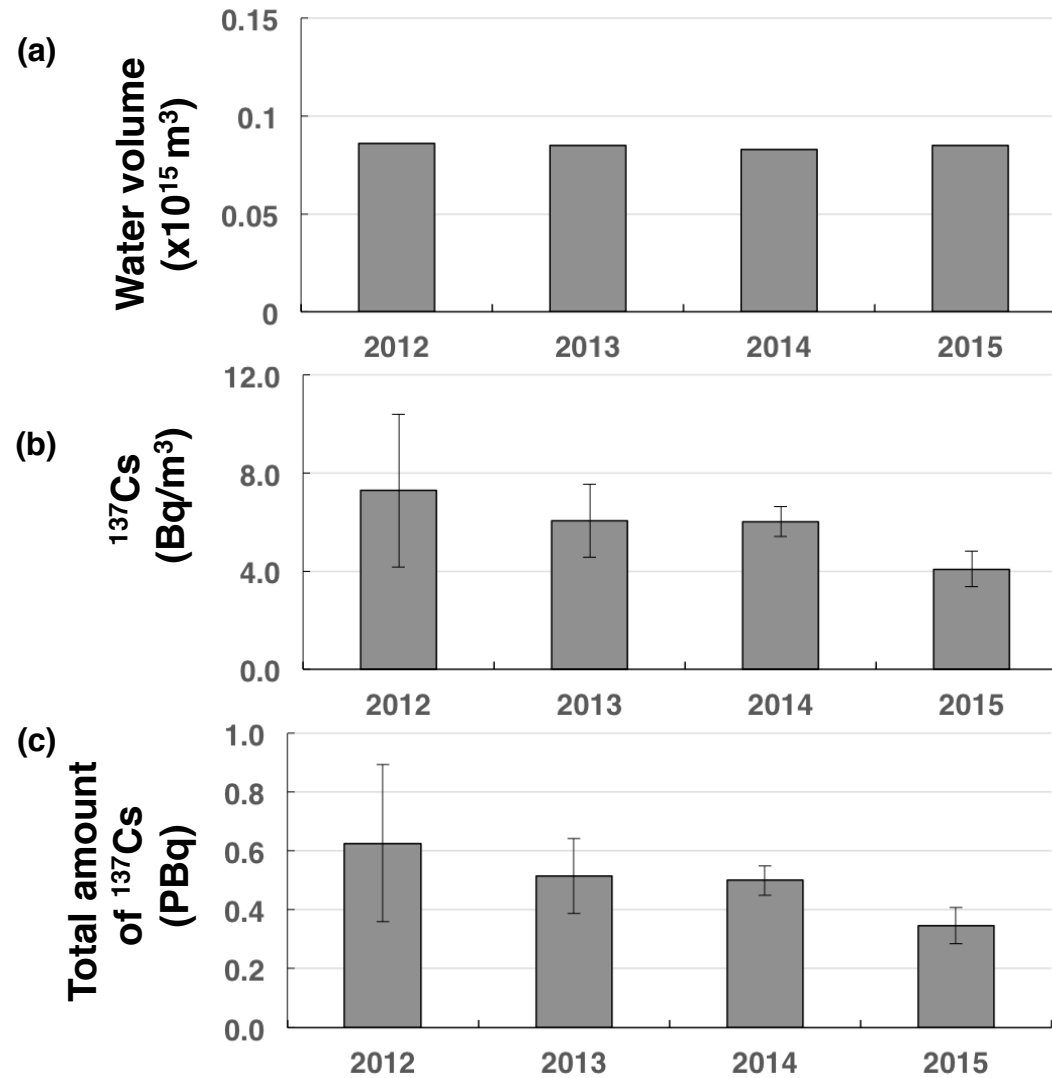 (a)
Water volume
(x10¹⁵ m³)
0.15
0.1
0.05
0
2012 2013 2014 2015
(b)
¹³⁷Cs
(Bq/m³)
12.0
8.0
4.0
0.0
2012 2013 2014 2015
(c)
Total amount
of ¹³⁷Cs
(PBq)
1.0
0.8
0.6
0.4
0.2
0.0
2012 2013 2014 2015